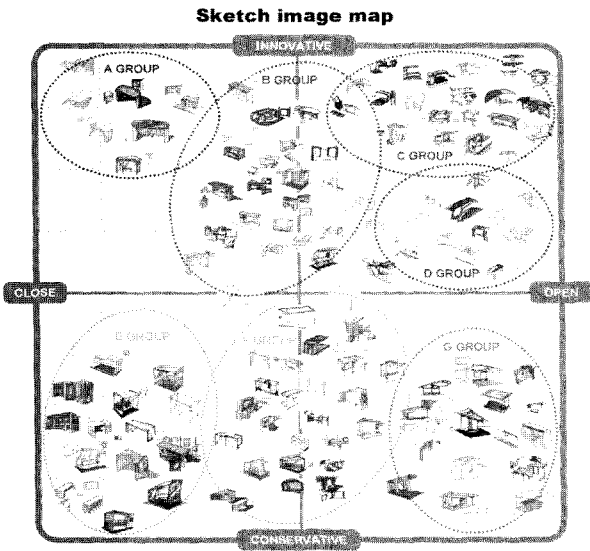 Sketch image map
INNOVATIVE
A GROUP
B GROUP
C GROUP
D GROUP
CLOSE
OPEN
GROUP
G GROUP
CONSERVATIVE